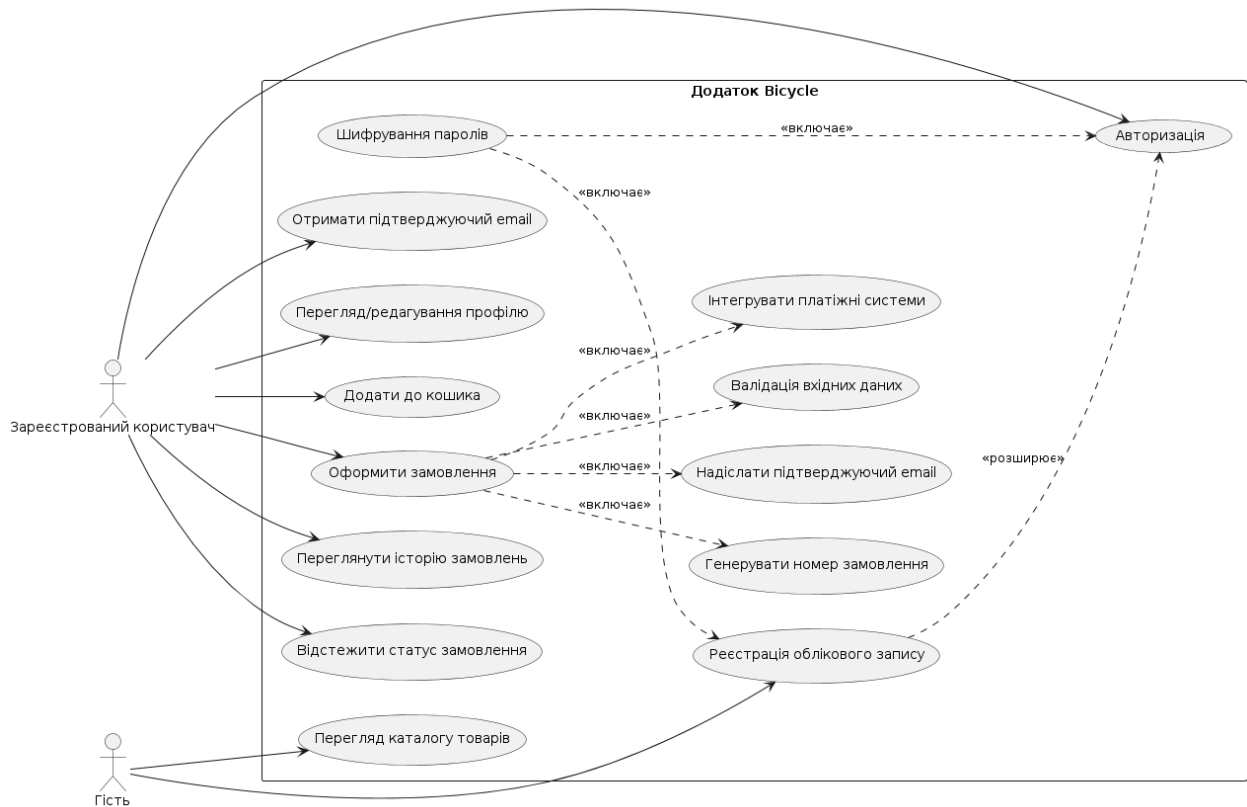 Додаток Bicycle
Шифрування паролів
«включає»
Авторизація
«включає»
Отримати підтверджуючий email
Інтегрувати платіжні системи
Перегляд/редагування профілю
«включає»
Валідація вхідних даних
Додати до кошика
«включає»
Зареєстрований користувач
Оформити замовлення
«включає»
Надіслати підтверджуючий email
«розширює»
«включає»
Переглянути історію замовлень
Генерувати номер замовлення
Відстежити статус замовлення
Реєстрація облікового запису
Перегляд каталогу товарів
Гість